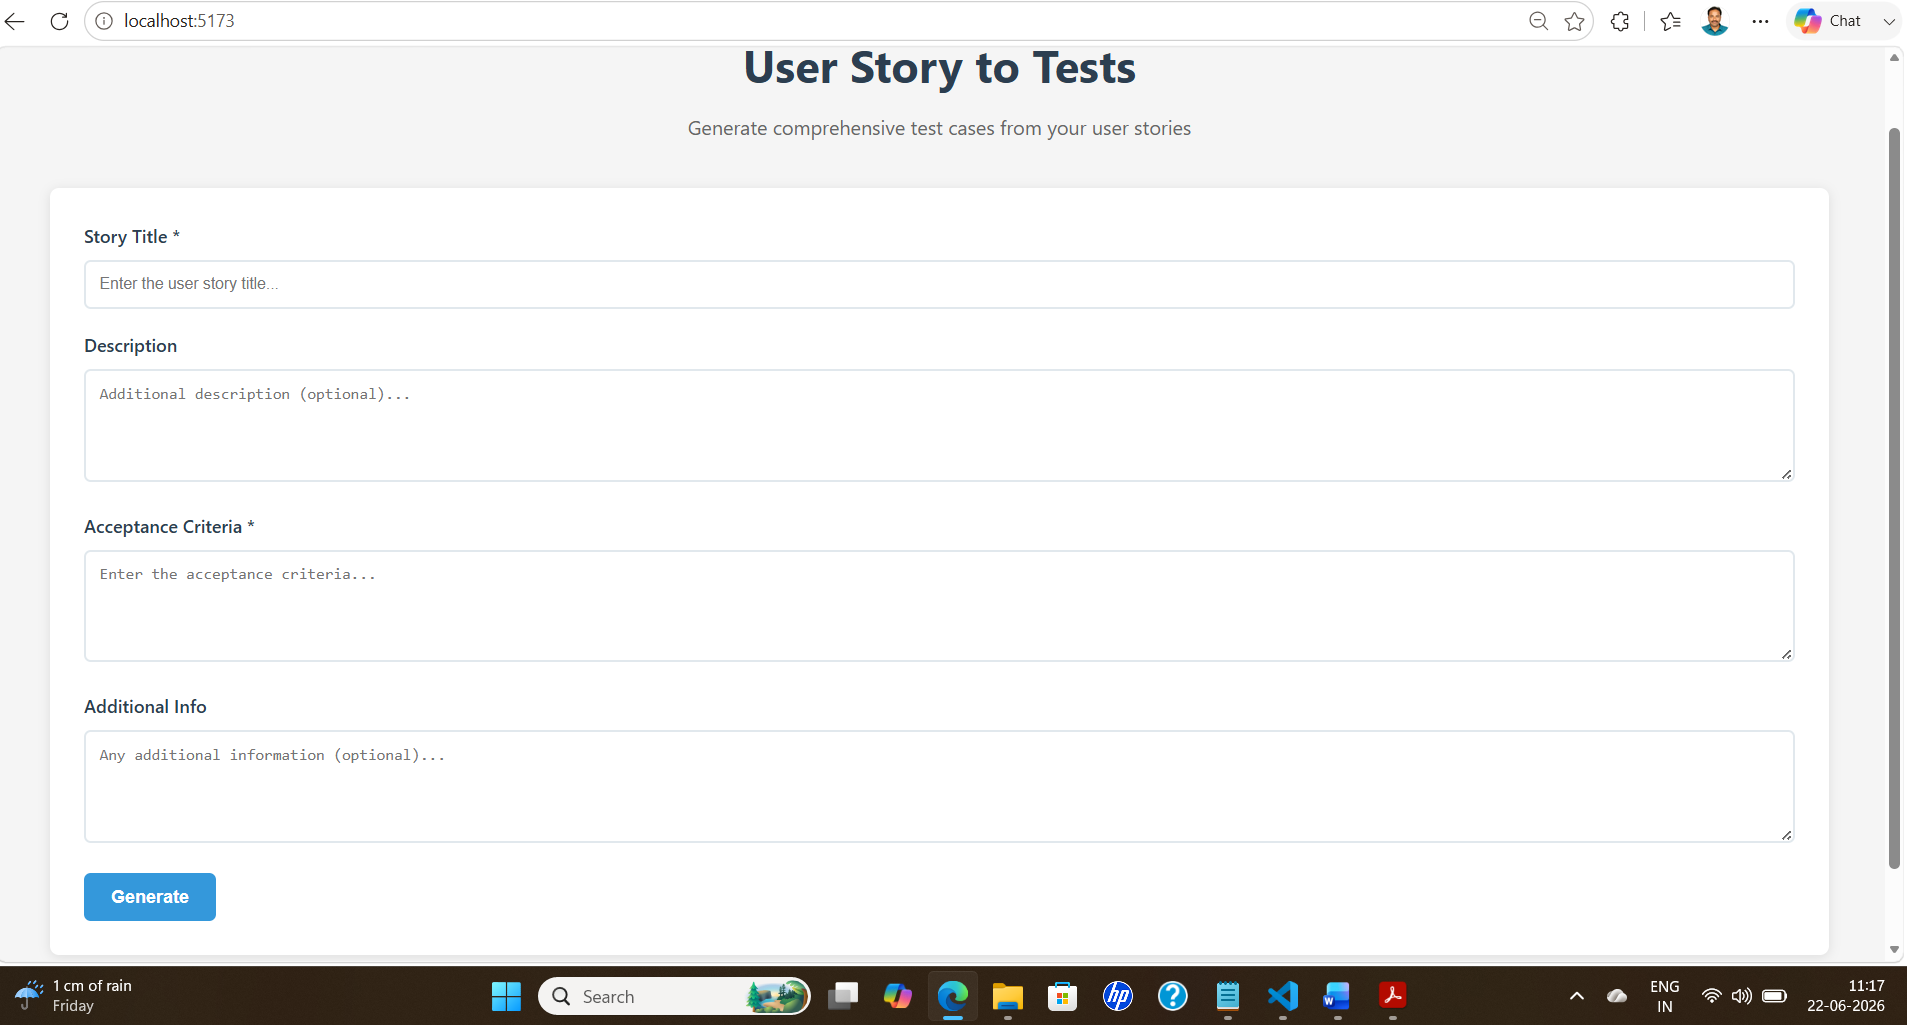 localhost:5173
Chat
User Story to Tests
Generate comprehensive test cases from your user stories
Story Title *
Enter the user story title...
Description
Additional description (optional)...
Acceptance Criteria *
Enter the acceptance criteria...
Additional Info
Any additional information (optional)...
Generate
1 cm of rain
Friday
Search
hp
?
W
ENG
IN
11:17
22-06-2026